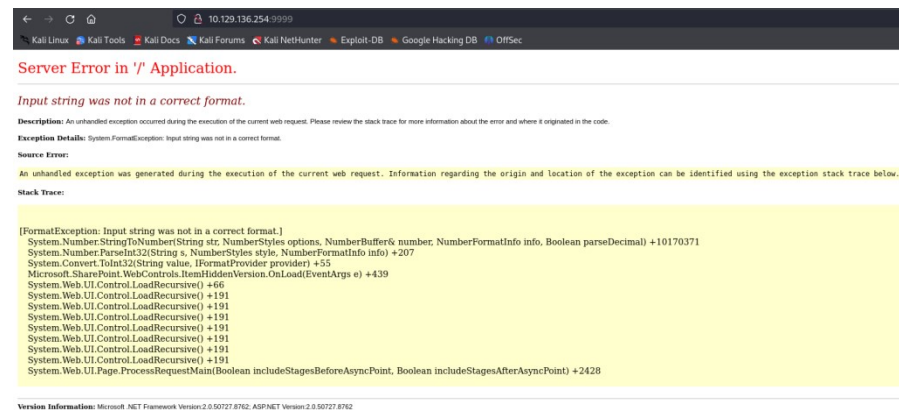 10.129.136.254:9999
Kali Linux Kali Tools Kali Docs Kali Forums Kali NetHunter Exploit-DB Google Hacking DB OffSec
Server Error in '/' Application.
Input string was not in a correct format.
Description: An unhandled exception occurred during the execution of the current web request. Please review the stack trace for more information about the error and where it originated in the code.
Exception Details: System.FormatException: Input string was not in a correct format.
Source Error:
An unhandled exception was generated during the execution of the current web request. Information regarding the origin and location of the exception can be identified using the exception stack trace below.
Stack Trace:
[FormatException: Input string was not in a correct format.]
System.Number.StringToNumber(String str, NumberStyles options, NumberBuffer& number, NumberFormatInfo info, Boolean parseDecimal) +10170371
System.Number.ParseInt32(String s, NumberStyles style, NumberFormatInfo info) +207
System.Convert.ToInt32(String value, IFormatProvider provider) +55
Microsoft.SharePoint.WebControls.ItemHiddenVersion.OnLoad(EventArgs e) +439
System.Web.UI.Control.LoadRecursive() +66
System.Web.UI.Control.LoadRecursive() +191
System.Web.UI.Control.LoadRecursive() +191
System.Web.UI.Control.LoadRecursive() +191
System.Web.UI.Control.LoadRecursive() +191
System.Web.UI.Control.LoadRecursive() +191
System.Web.UI.Control.LoadRecursive() +191
System.Web.UI.Control.LoadRecursive() +191
System.Web.UI.Page.ProcessRequestMain(Boolean includeStagesBeforeAsyncPoint, Boolean includeStagesAfterAsyncPoint) +2428
Version Information: Microsoft .NET Framework Version:2.0.50727.8762; ASP.NET Version:2.0.50727.8762